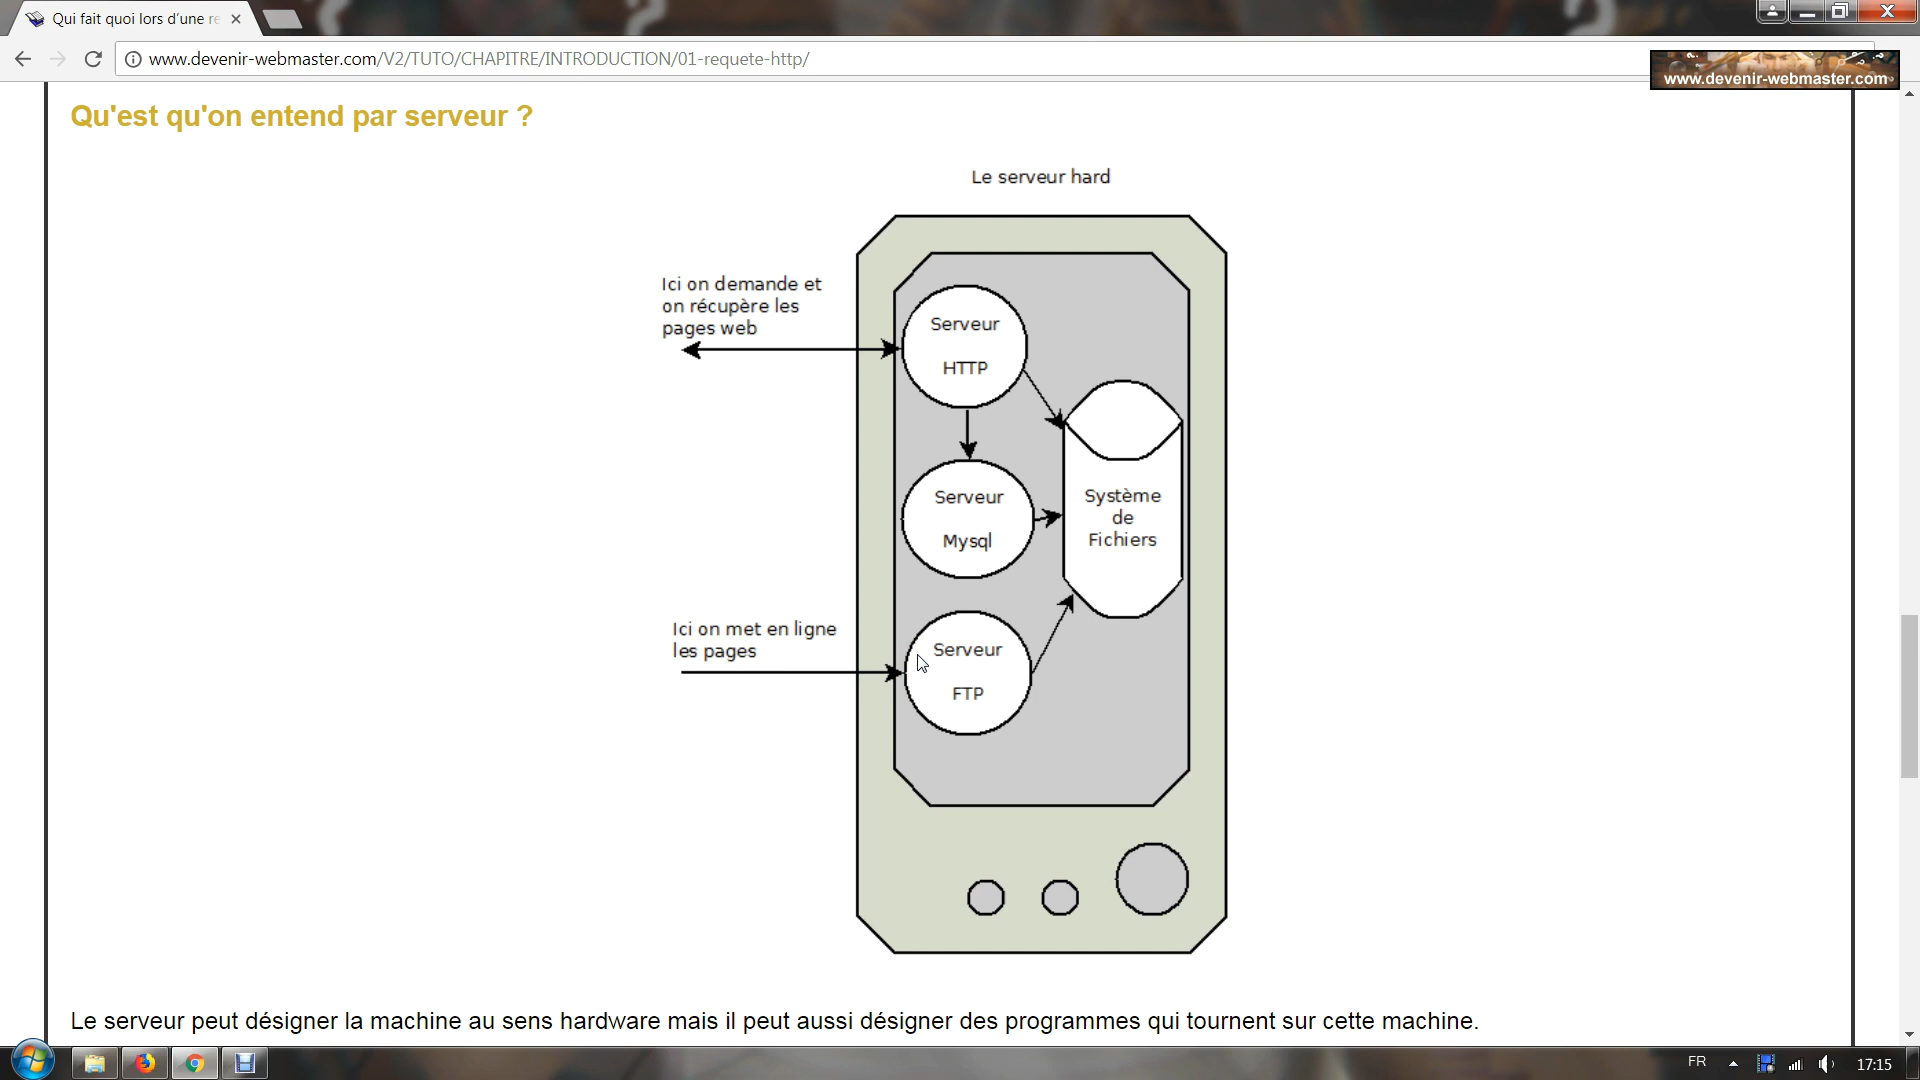 Qui fait quoi lors d'une re
www.devenir-webmaster.com/V2/TUTO/CHAPITRE/INTRODUCTION/01-requete-http/
www.devenir-webmaster.com
Qu'est qu'on entend par serveur ?
Le serveur hard
Ici on demande et
on récupère les
pages web
Serveur
HTTP
Serveur
Mysql
Système
de
Fichiers
Ici on met en ligne
les pages
Serveur
FTP
Le serveur peut désigner la machine au sens hardware mais il peut aussi désigner des programmes qui tournent sur cette machine.
FR
17:15